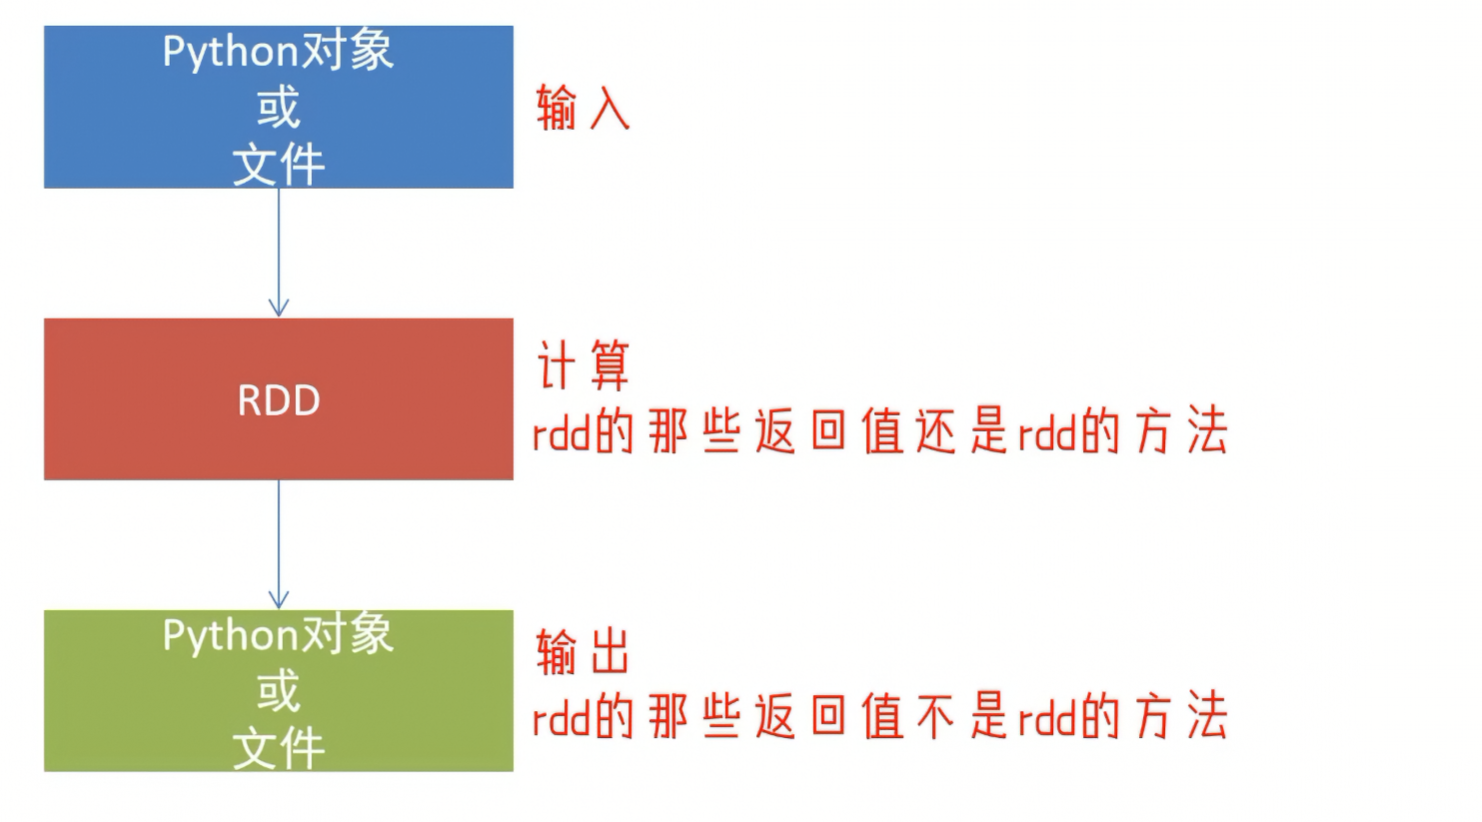 Python对象
或
文件
输入
RDD
计算
rdd的那些返回值还是rdd的方法
Python对象
或
文件
输出
rdd的那些返回值不是rdd的方法